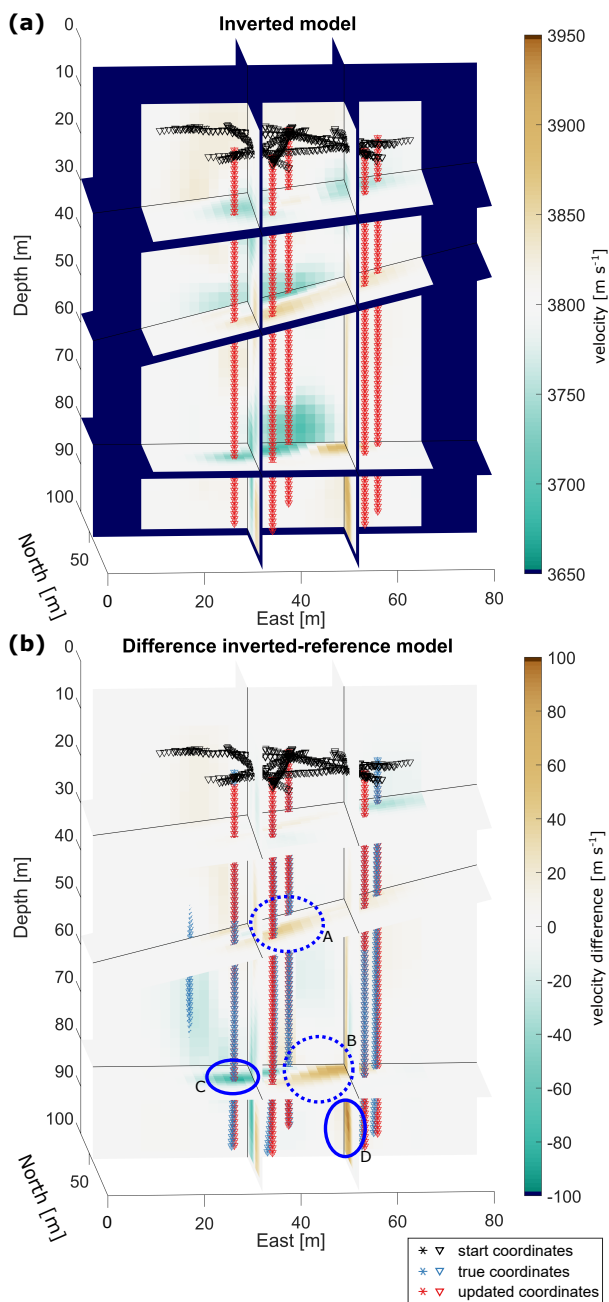 (a)
Inverted model
0
10
20
30
40
50
60
70
80
90
100
Depth [m]
50
North [m]
0
20
40
60
80
East [m]
3950
3900
3850
3800
3750
3700
3650
velocity [m s⁻¹]
(b)
Difference inverted-reference model
0
10
20
30
40
50
60
70
80
90
100
Depth [m]
A
B
C
D
50
North [m]
0
20
40
60
80
East [m]
100
80
60
40
20
0
-20
-40
-60
-80
-100
velocity difference [m s⁻¹]
start coordinates
true coordinates
updated coordinates